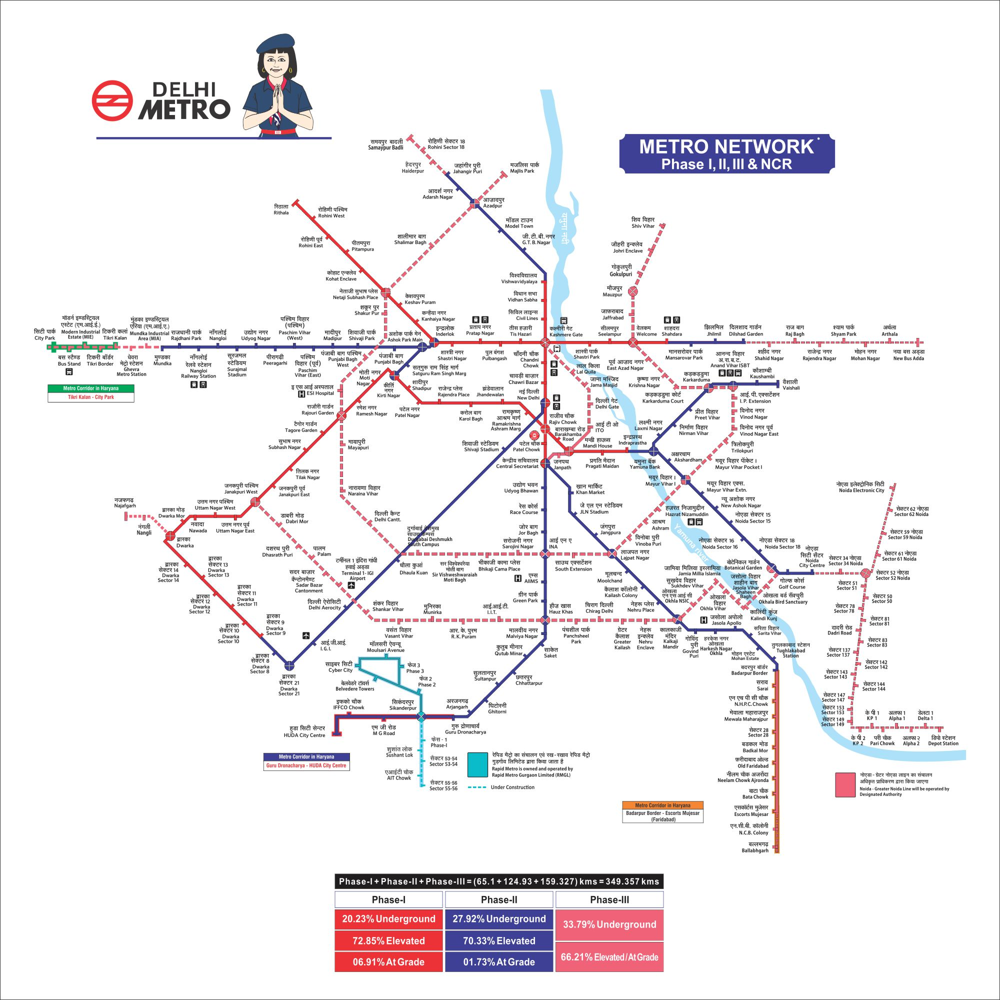 DELHI
METRO
METRO NETWORK*
Phase I, II, III & NCR
समयपुर बादली
Samaypur Badli
रोहिणी सेक्टर 18
Rohini Sector 18
हैदरपुर
Haiderpur
जहांगीर पुरी
Jahangir Puri
मजलिस पार्क
Majlis Park
आदर्श नगर
Adarsh Nagar
आज़ादपुर
Azadpur
रिठाला
Rithala
रोहिणी पश्चिम
Rohini West
मॉडल टाउन
Model Town
शिव विहार
Shiv Vihar
रोहिणी पूर्व
Rohini East
पीतमपुरा
Pitampura
शालीमार बाग
Shalimar Bagh
जी. टी. बी. नगर
G.T. B. Nagar
यमुना नदी
जौहरी इन्क्लेव
Johri Enclave
कोहाट एन्क्लेव
Kohat Enclave
विश्वविद्यालय
Vishwavidyalaya
गोकुलपुरी
Gokulpuri
नेताजी सुभाष प्लेस
Netaji Subhash Place
केशवपुरम
Keshav Puram
विधान सभा
Vidhan Sabha
मौजपुर
Mauzpur
शकूर पुर
Shakur Pur
कन्हैया नगर
Kanhaiya Nagar
सिविल लाइन्स
Civil Lines
जाफ़राबाद
Jaffrabad
सिटी पार्क
City Park
मॉडर्न इण्डस्ट्रियल
एस्टेट (एम.आई.ई.)
Modern Industrial
Estate (MIE)
टिकरी कलां
Tikri Kalan
मुंडका इण्डस्ट्रियल
एरिया (एम.आई.ए.)
Mundka Industrial
Area (MIA)
राजधानी पार्क
Rajdhani Park
नाँगलोई
Nangloi
उद्योग नगर
Udyog Nagar
पश्चिम विहार
(पश्चिम)
Paschim Vihar
(West)
मादीपुर
Madipur
शिवाजी पार्क
Shivaji Park
अशोक पार्क मेन
Ashok Park Main
इन्द्रलोक
Inderlok
प्रताप नगर
Pratap Nagar
तीस हजारी
Tis Hazari
कश्मीरी गेट
Kashmere Gate
सीलमपुर
Seelampur
वेलकम
Welcome
शाहदरा
Shahdara
झिलमिल
Jhilmil
दिलशाद गार्डन
Dilshad Garden
राज बाग
Raj Bagh
श्याम पार्क
Shyam Park
अर्थला
Arthala
बस स्टैण्ड
Bus Stand
टिकरी बॉर्डर
Tikri Border
घेवरा
मेट्रो स्टेशन
Ghevra
Metro Station
मुण्डका
Mundka
नाँगलोई
रेलवे स्टेशन
Nangloi
Railway Station
सूरजमल
स्टेडियम
Surajmal
Stadium
पीरागढ़ी
Peeragarhi
पश्चिम
विहार (पूर्व)
Paschim
Vihar (East)
पंजाबी बाग पश्चिम
Punjabi Bagh
West
पंजाबी बाग
Punjabi Bagh
शास्त्री नगर
Shastri Nagar
पुल बंगश
Pulbangash
चाँदनी चौक
Chandni
Chowk
शास्त्री पार्क
Shastri Park
मानसरोवर पार्क
Mansarovar Park
शहीद नगर
Shahid Nagar
राजेन्द्र नगर
Rajendra Nagar
मोहन नगर
Mohan Nagar
नया बस अड्डा
New Bus Adda
Metro Corridor in Haryana
Tikri Kalan - City Park
सतगुरु राम सिंह मार्ग
Satguru Ram Singh Marg
मोती नगर
Moti
Nagar
कीर्ति
नगर
Kirti Nagar
चावड़ी बाज़ार
Chawri Bazar
लाल किला
Lal Quila
पूर्व आज़ाद नगर
East Azad Nagar
आनन्द विहार
अ.रा.ब.ट.
Anand Vihar ISBT
कौशाम्बी
Kaushambi
वैशाली
Vaishali
इ एस आई अस्पताल
ESI Hospital
शादीपुर
Shadipur
राजेन्द्र प्लेस
Rajendra Place
झंडेवालान
Jhandewalan
नई दिल्ली
New Delhi
जामा मस्जिद
Jama Masjid
कृष्णा नगर
Krishna Nagar
कड़कड़डुमा
Karkarduma
कड़कड़डुमा कोर्ट
Karkarduma Court
आई. पी. एक्सटेंशन
I. P. Extension
राजौरी गार्डन
Rajouri Garden
रमेश नगर
Ramesh Nagar
पटेल नगर
Patel Nagar
करोल बाग
Karol Bagh
रामकृष्ण
आश्रम मार्ग
Ramakrishna
Ashram Marg
राजीव चौक
Rajiv Chowk
दिल्ली गेट
Delhi Gate
प्रीत विहार
Preet Vihar
विनोद नगर
Vinod Nagar
टैगोर गार्डन
Tagore Garden
बाराखम्बा रोड़
Barakhamba
Road
आई टी ओ
ITO
लक्ष्मी नगर
Laxmi Nagar
निर्माण विहार
Nirman Vihar
विनोद नगर पूर्व
Vinod Nagar East
सुभाष नगर
Subhash Nagar
मायापुरी
Mayapuri
शिवाजी स्टेडियम
Shivaji Stadium
पटेल चौक
Patel Chowk
मन्डी हाऊस
Mandi House
इन्द्रप्रस्थ
Indraprastha
त्रिलोकपुरी
Trilokpuri
केन्द्रीय सचिवालय
Central Secretariat
जनपथ
Janpath
प्रगति मैदान
Pragati Maidan
यमुना बैंक
Yamuna Bank
अक्षरधाम
Akshardham
मयूर विहार पॉकेट I
Mayur Vihar Pocket I
तिलक नगर
Tilak Nagar
मयूर विहार I
Mayur Vihar I
जनकपुरी पश्चिम
Janakpuri West
जनकपुरी पूर्व
Janakpuri East
नारायणा विहार
Naraina Vihar
उद्योग भवन
Udyog Bhawan
खान मार्किट
Khan Market
मयूर विहार एक्स.
Mayur Vihar Extn.
नोएडा इलेक्ट्रोनिक सिटी
Noida Electronic City
नजफगढ़
Najafgarh
द्वारका मोड़
Dwarka Mor
उत्तम नगर पश्चिम
Uttam Nagar West
रेस कोर्स
Race Course
जे एल एन स्टेडियम
JLN Stadium
न्यू अशोक नगर
New Ashok Nagar
नंगली
Nangli
नवादा
Nawada
उत्तम नगर पूर्व
Uttam Nagar East
डाबरी मोड़
Dabri Mor
दिल्ली कैन्ट
Delhi Cantt.
हजरत निजामुद्दीन
Hazrat Nizamuddin
नोएडा सेक्टर 15
Noida Sector 15
सेक्टर 62 नोएडा
Sector 62 Noida
द्वारका
Dwarka
दुर्गाबाई देशमुख
साउथ कैम्पस
Durgabai Deshmukh
South Campus
जोर बाग
Jor Bagh
जंगपुरा
Jangpura
आश्रम
Ashram
Yamuna river
सेक्टर 59 नोएडा
Sector 59 Noida
दशरथ पुरी
Dhasrath Puri
पालम
Palam
सरोजनी नगर
Sarojini Nagar
आई एन ए
INA
विनोबा पुरी
Vinoba Puri
लाजपत नगर
Lajpat Nagar
नोएडा सेक्टर 16
Noida Sector 16
नोएडा सेक्टर 18
Noida Sector 18
नोएडा
सिटी सेंटर
Noida
City Centre
सेक्टर 61 नोएडा
Sector 61 Noida
सेक्टर 34 नोएडा
Sector 34 Noida
सेक्टर 52 नोएडा
Sector 52 Noida
द्वारका
सेक्टर 14
Dwarka
Sector 14
द्वारका
सेक्टर 13
Dwarka
Sector 13
टर्मीनल 1 इंदिरा गांधी
हवाई अड्डा
Terminal 1- IGI
Airport
धौला कुआं
Dhaula Kuan
सर विश्वेश्वरैया
मोती बाग
Sir Vishweshwaraiah
Moti Bagh
भीकाजी कामा प्लेस
Bhikaji Cama Place
साउथ एक्सटेंशन
South Extension
बोटेनिकल गार्डन
Botanical Garden
जामिया मिलिया इस्लामिया
Jamia Millia Islamia
सदर बाज़ार
कैन्टोनमैण्ट
Sadar Bazar
Cantonment
एम्स
AIIMS
मूलचन्द
Moolchand
सुखदेव विहार
Sukhdev Vihar
जसोला विहार
शाहीन बाग
Jasola Vihar
Shaheen
Bagh
गोल्फ कोर्स
Golf Course
सेक्टर 51
Sector 51
द्वारका
सेक्टर 12
Dwarka
Sector 12
द्वारका
सेक्टर 11
Dwarka
Sector 11
दिल्ली ऐरोसिटी
Delhi Aerocity
शंकर विहार
Shankar Vihar
मुनिरका
Munirka
आई.आई.टी.
I.I.T.
ग्रीन पार्क
Green Park
हौज खास
Hauz Khas
चिराग दिल्ली
Chirag Delhi
कैलाश कॉलोनी
Kailash Colony
नेहरू प्लेस
Nehru Place
ओखला
एन एस आई सी
Okhla NSIC
ओखला
विहार
Okhla Vihar
ओखला बर्ड सैंक्चुरी
Okhla Bird Sanctuary
कालिंदी कुंज
Kalindi Kunj
सेक्टर 50
Sector 50
सेक्टर 78
Sector 78
द्वारका
सेक्टर 10
Dwarka
Sector 10
द्वारका
सेक्टर 9
Dwarka
Sector 9
वसंत विहार
Vasant Vihar
आर. के. पुरम
R. K. Puram
मालवीय नगर
Malviya Nagar
पंचशील पार्क
Panchsheel
Park
ग्रेटर
कैलाश
Greater
Kailash
नेहरू
इन्क्लेव
Nehru
Enclave
कालकाजी
मंदिर
Kalkaji
Mandir
जसोला अपोलो
Jasola Apollo
सरिता विहार
Sarita Vihar
सेक्टर 81
Sector 81
दादरी रोड
Dadri Road
आई.जी.आई.
I. G. I.
मॉलसरी ऐवन्यू
Moulsari Avenue
कुतुब मीनार
Qutub Minar
साकेत
Saket
गोविंद
पुरी
Govind
Puri
हरकेश नगर
ओखला
Harkesh Nagar
Okhla
मोहन एस्टेट
Mohan Estate
तुगलकाबाद स्टेशन
Tughlakabad
Station
सेक्टर 83
Sector 83
सेक्टर 137
Sector 137
द्वारका
सेक्टर 8
Dwarka
Sector 8
साइबर सिटी
Cyber City
फेज 3
Phase 3
बदरपुर बॉर्डर
Badarpur Border
सेक्टर 142
Sector 142
सेक्टर 143
Sector 143
द्वारका
सेक्टर 21
Dwarka
Sector 21
बेलवेडरे टॉवर्स
Belvedere Towers
फेज 2
Phase 2
सुलतानपुर
Sultanpur
छत्तरपुर
Chhattarpur
सराय
Sarai
सेक्टर 144
Sector 144
इफको चौक
IFFCO Chowk
सिकंदरपुर
Sikanderpur
अरजनगढ़
Arjangarh
घिटोरनी
Ghitorni
एन एच पी सी चौक
N.H.P.C. Chowk
सेक्टर 147
Sector 147
मेवाला महाराजपुर
Mewala Maharajpur
सेक्टर 153
Sector 153
सेक्टर 149
Sector 149
के पी 1
KP 1
अलफा 1
Alpha 1
डेलटा 1
Delta 1
हुडा सिटी सेन्टर
HUDA City Centre
एम जी रोड
M G Road
गुरु द्रोणाचार्य
Guru Dronacharya
सेक्टर 28
Sector 28
के पी 2
KP 2
परी चौक
Pari Chowk
अलफा २
Alpha 2
डिपो स्टेशन
Depot Station
फेस - 1
Phase-I
शुशांत लोक
Sushant Lok
बडकल मोड
Badkal Mor
Metro Corridor in Haryana
Guru Dronacharya - HUDA City Centre
सैक्टर 53-54
Sector 53-54
एआईटी चौक
AIT Chowk
सैक्टर 55-56
Sector 55-56
रेपिड मैट्रो का संचालन एवं रख-रखाव रेपिड मैट्रो
गुड़गाँव लिमिटेड द्वारा किया जाता है
Rapid Metro is owned and operated by
Rapid Metro Gurgaon Limited (RMGL)
Under Construction
फ़रीदाबाद ओल्ड
Old Faridabad
नीलम चौक अजरोंदा
Neelam Chowk Ajronda
बाटा चौक
Bata Chowk
नोएडा - ग्रेटर नोएडा लाइन का संचालन
अधिकृत प्राधिकरण द्वारा किया जाएगा
Noida - Greater Noida Line will be operated by
Designated Authority
Metro Corridor in Haryana
Badarpur Border - Escorts Mujesar
(Faridabad)
एसकॉर्टस मुजेसर
Escorts Mujesar
एन.सी.बी. कॉलोनी
N.C.B. Colony
बल्लभगढ़
Ballabhgarh
Phase-I + Phase-II + Phase-III = (65.1 + 124.93 + 159.327) kms = 349.357 kms
Phase-I
Phase-II
Phase-III
20.23% Underground
27.92% Underground
33.79% Underground
72.85% Elevated
70.33% Elevated
66.21% Elevated/At Grade
06.91% At Grade
01.73% At Grade